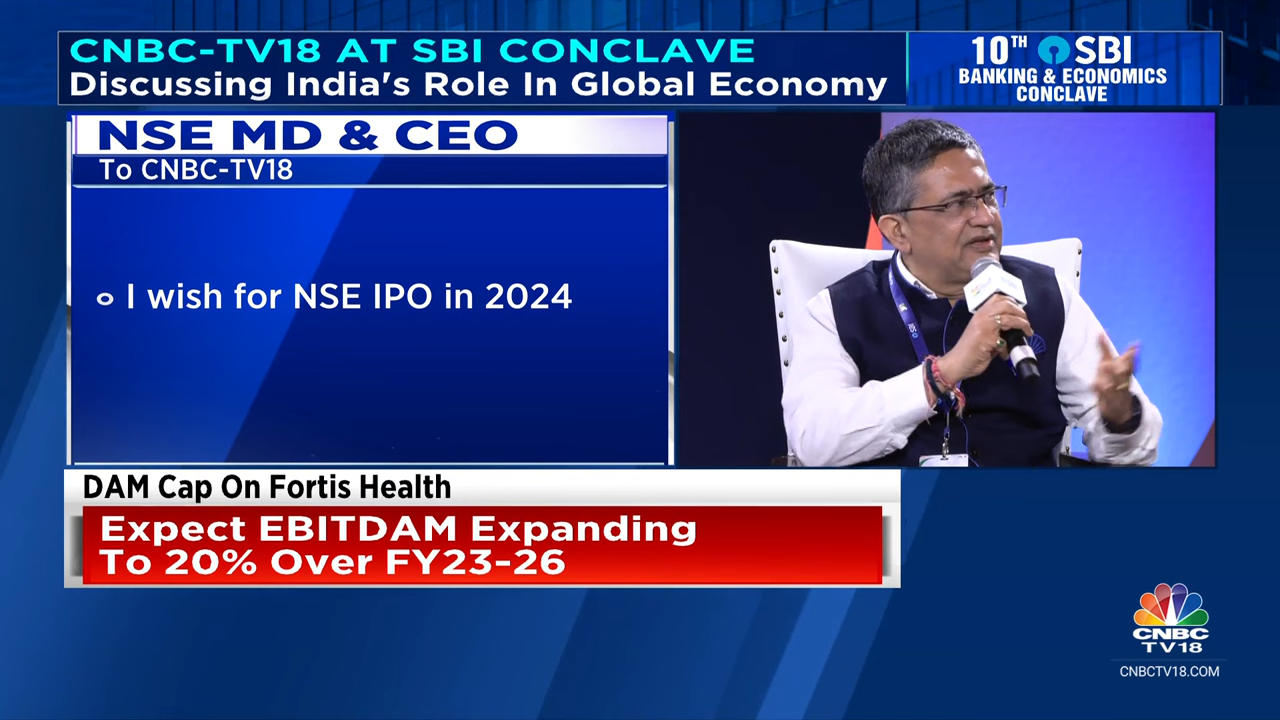 CNBC-TV18 AT SBI CONCLAVE
Discussing India's Role In Global Economy
10TH SBI
BANKING & ECONOMICS
CONCLAVE
NSE MD & CEO
To CNBC-TV18
I wish for NSE IPO in 2024
DAM Cap On Fortis Health
Expect EBITDAM Expanding
To 20% Over FY23-26
CNBC
TV18
CNBCTV18.COM